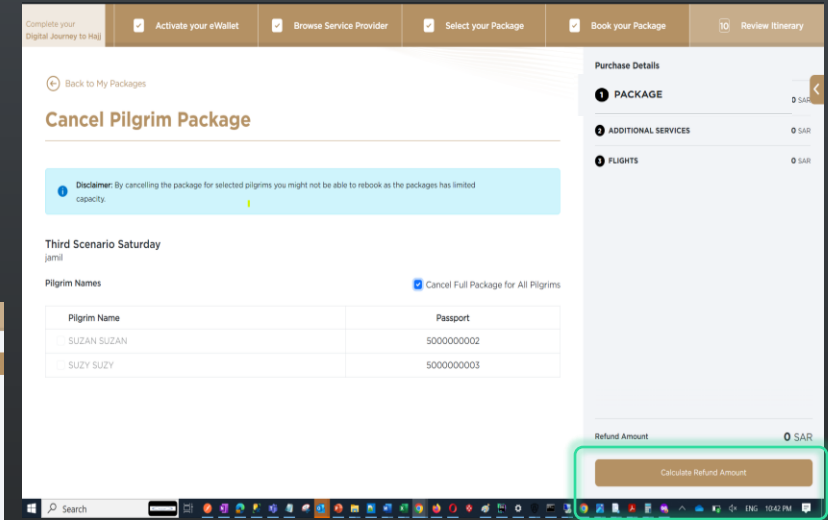 Complete your
Digital Journey to Hajj
Activate your eWallet
Browse Service Provider
Select your Package
Book your Package
10 Review Itinerary
Back to My Packages
Cancel Pilgrim Package
Disclaimer: By cancelling the package for selected pilgrims you might not be able to rebook as the packages has limited
capacity.
Third Scenario Saturday
jamil
Pilgrim Names
Cancel Full Package for All Pilgrims
Pilgrim Name Passport
SUZAN SUZAN 5000000002
SUZY SUZY 5000000003
Purchase Details
1 PACKAGE 0 SAR
2 ADDITIONAL SERVICES 0 SAR
3 FLIGHTS 0 SAR
Refund Amount 0 SAR
Calculate Refund Amount
Search
ENG 10:42 PM